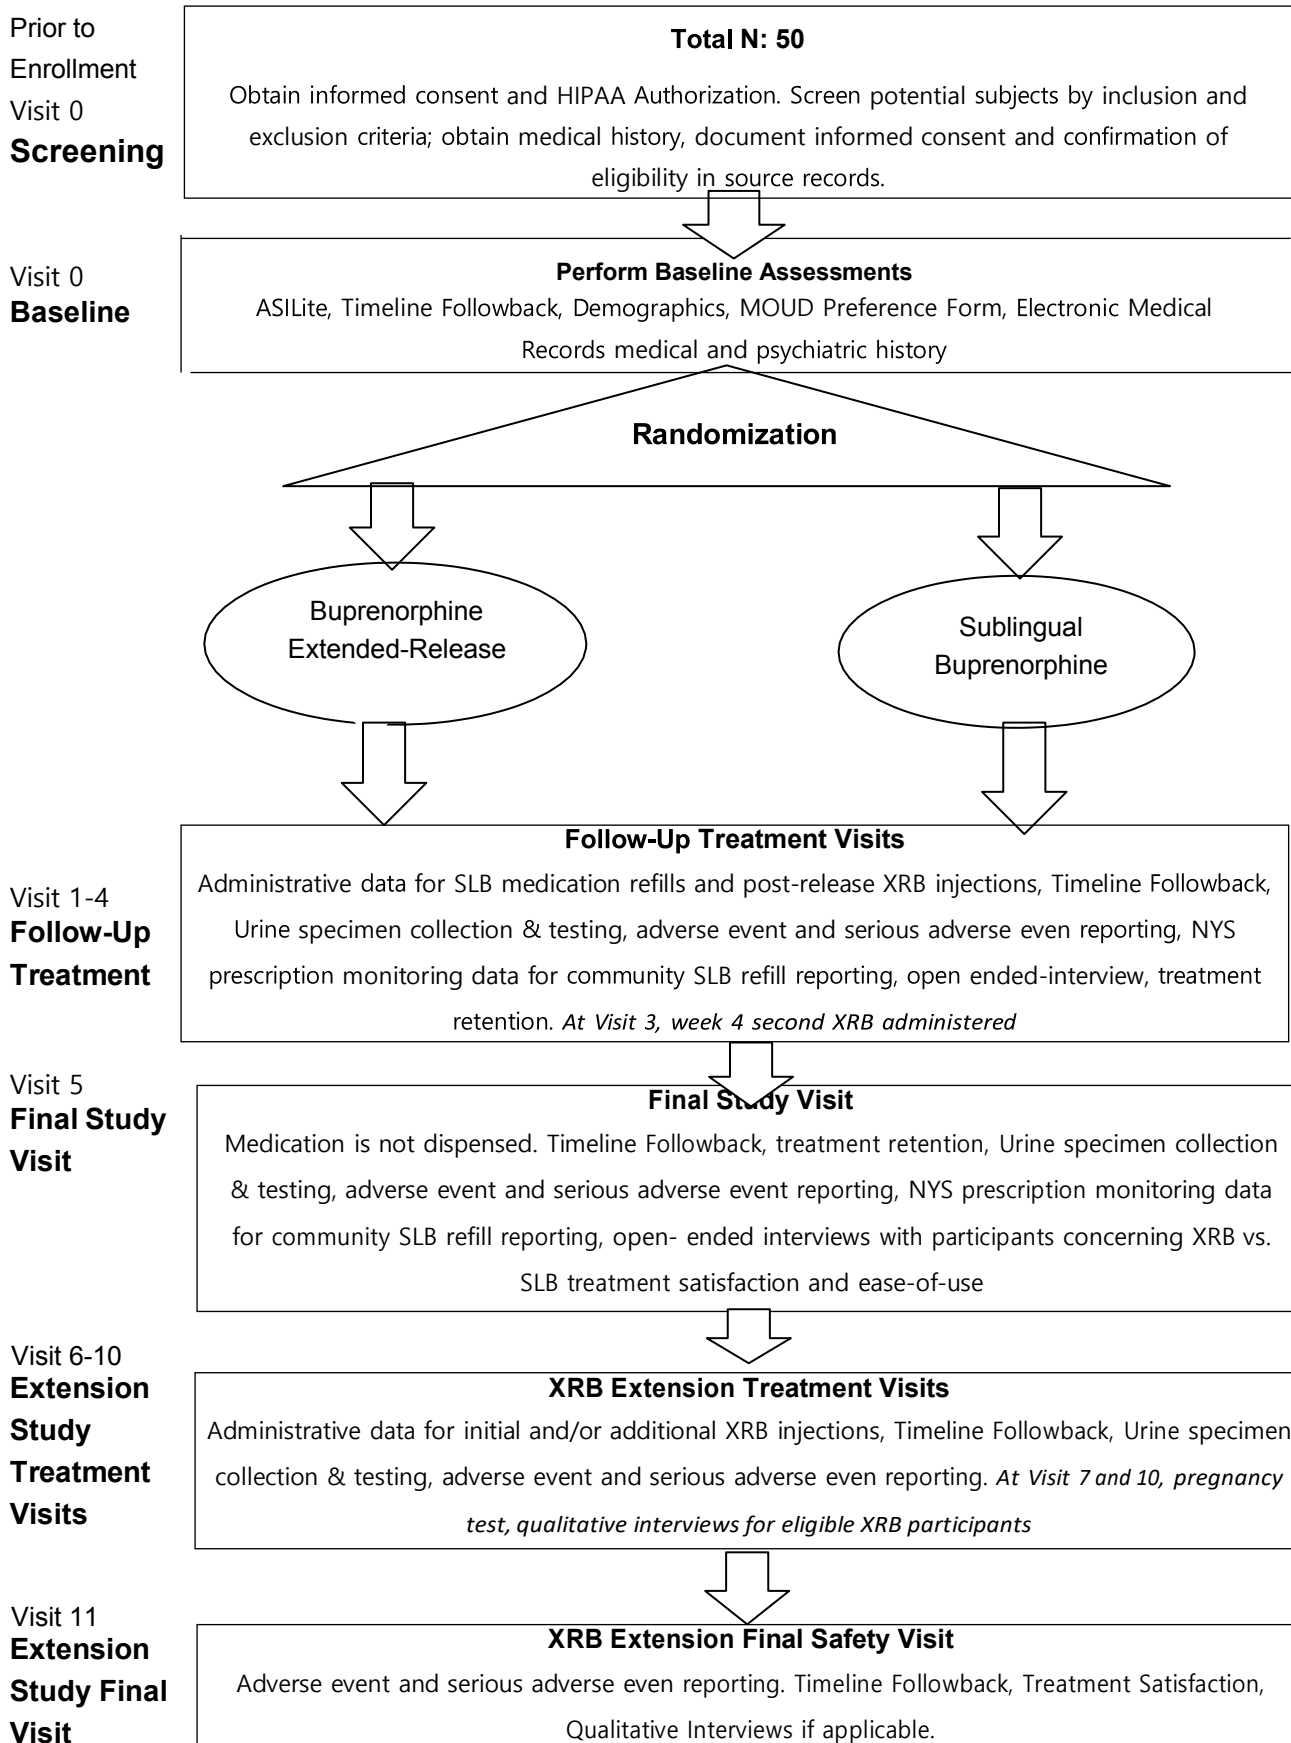 Prior to
Enrollment
Visit 0
Screening
Total N: 50
Obtain informed consent and HIPAA Authorization. Screen potential subjects by inclusion and
exclusion criteria; obtain medical history, document informed consent and confirmation of
eligibility in source records.
Visit 0
Baseline
Perform Baseline Assessments
ASILite, Timeline Followback, Demographics, MOUD Preference Form, Electronic Medical
Records medical and psychiatric history
Randomization
Buprenorphine
Extended-Release
Sublingual
Buprenorphine
Visit 1-4
Follow-Up
Treatment
Follow-Up Treatment Visits
Administrative data for SLB medication refills and post-release XRB injections, Timeline Followback,
Urine specimen collection & testing, adverse event and serious adverse even reporting, NYS
prescription monitoring data for community SLB refill reporting, open ended-interview, treatment
retention. At Visit 3, week 4 second XRB administered
Visit 5
Final Study
Visit
Final Study Visit
Medication is not dispensed. Timeline Followback, treatment retention, Urine specimen collection
& testing, adverse event and serious adverse event reporting, NYS prescription monitoring data
for community SLB refill reporting, open- ended interviews with participants concerning XRB vs.
SLB treatment satisfaction and ease-of-use
Visit 6-10
Extension
Study
Treatment
Visits
XRB Extension Treatment Visits
Administrative data for initial and/or additional XRB injections, Timeline Followback, Urine specimen
collection & testing, adverse event and serious adverse even reporting. At Visit 7 and 10, pregnancy
test, qualitative interviews for eligible XRB participants
Visit 11
Extension
Study Final
Visit
XRB Extension Final Safety Visit
Adverse event and serious adverse even reporting. Timeline Followback, Treatment Satisfaction,
Qualitative Interviews if applicable.